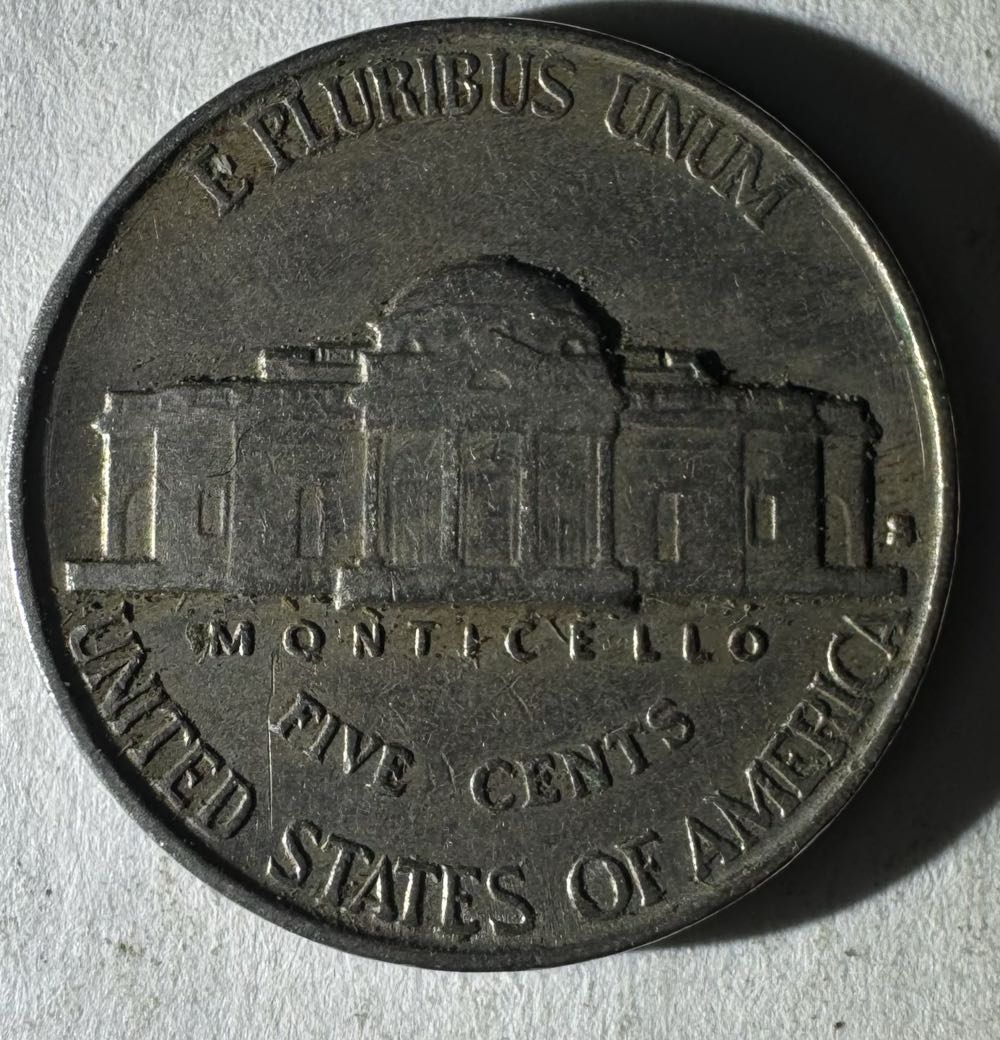 E PLURIBUS UNUM
MONTICELLO
FIVE CENTS
UNITED STATES OF AMERICA